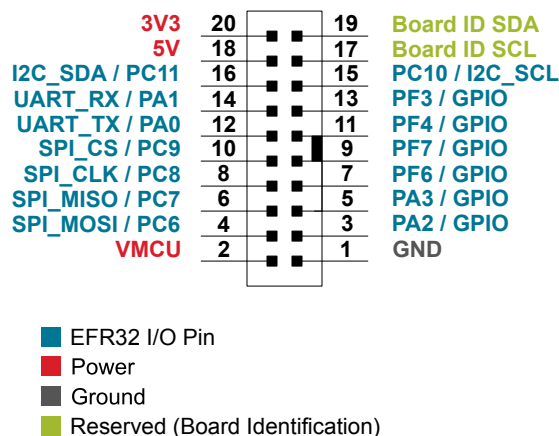 3V3 20 19 Board ID SDA
5V 18 17 Board ID SCL
I2C_SDA / PC11 16 15 PC10 / I2C_SCL
UART_RX / PA1 14 13 PF3 / GPIO
UART_TX / PA0 12 11 PF4 / GPIO
SPI_CS / PC9 10 9 PF7 / GPIO
SPI_CLK / PC8 8 7 PF6 / GPIO
SPI_MISO / PC7 6 5 PA3 / GPIO
SPI_MOSI / PC6 4 3 PA2 / GPIO
VMCU 2 1 GND
EFR32 I/O Pin
Power
Ground
Reserved (Board Identification)